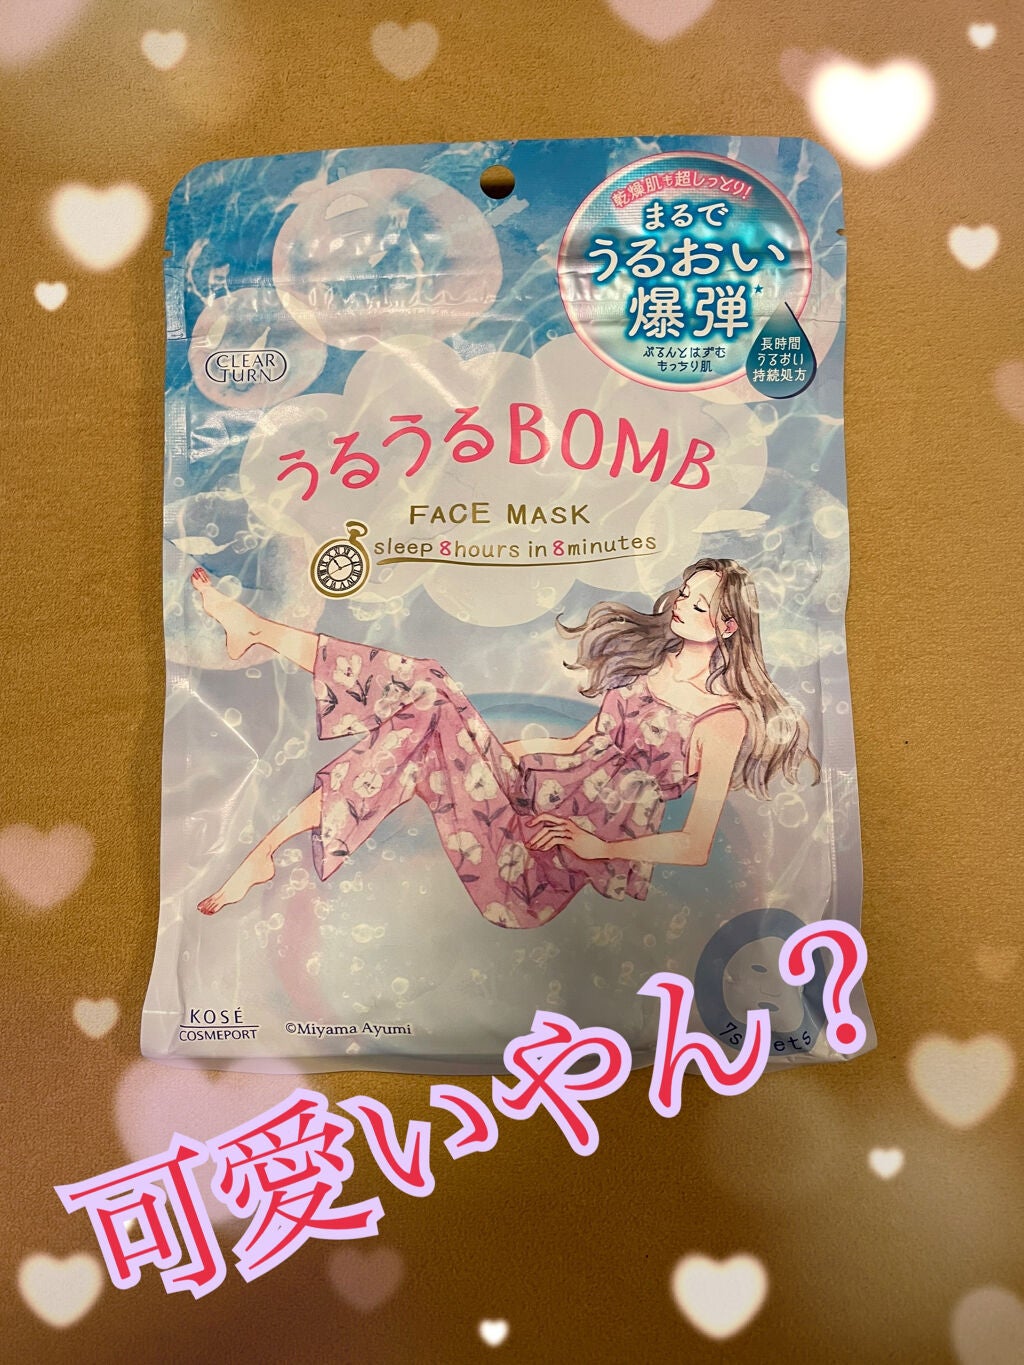 乾燥肌も超しっとり!
まるで
うるおい
爆弾*
ぷるんとはずむ
もっちり肌
長時間
うるおい
持続処方
CLEAR
TURN
うるうるBOMB
FACE MASK
sleep 8hours in 8minutes
KOSÉ
COSMEPORT
©Miyama Ayumi
可愛いやん?